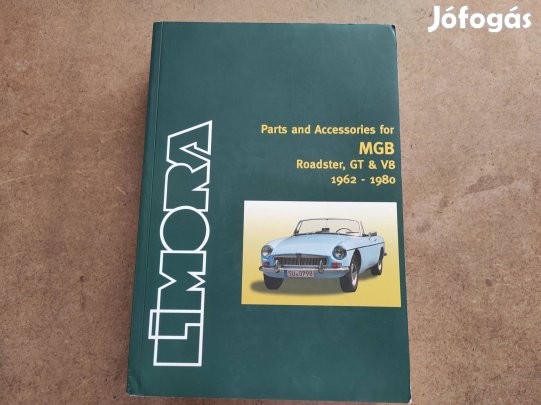 Jófogás
LIMORA
Parts and Accessories for
MGB
Roadster, GT & V8
1962 - 1980